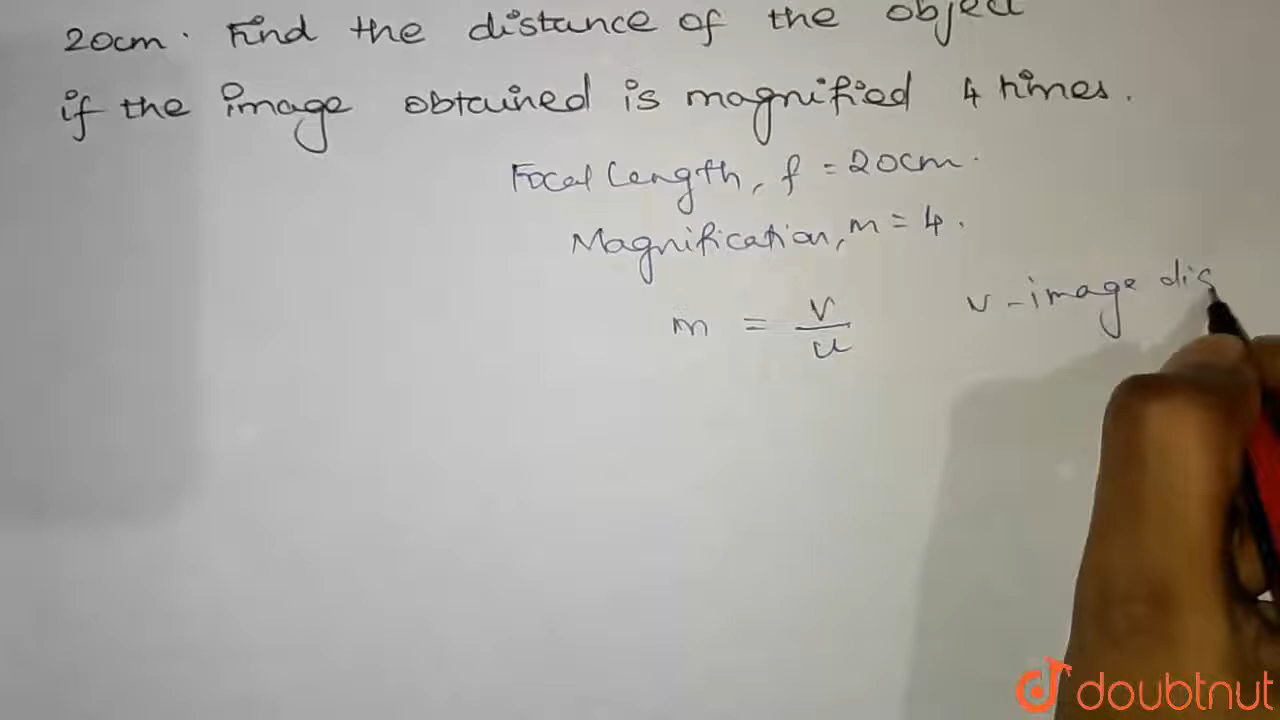 20cm. Find the distance of the object
if the image obtained is magnified 4 times.
Focal Length, f = 20cm.
Magnification, m = 4.
m = v/u
v - image dis
doubtnut